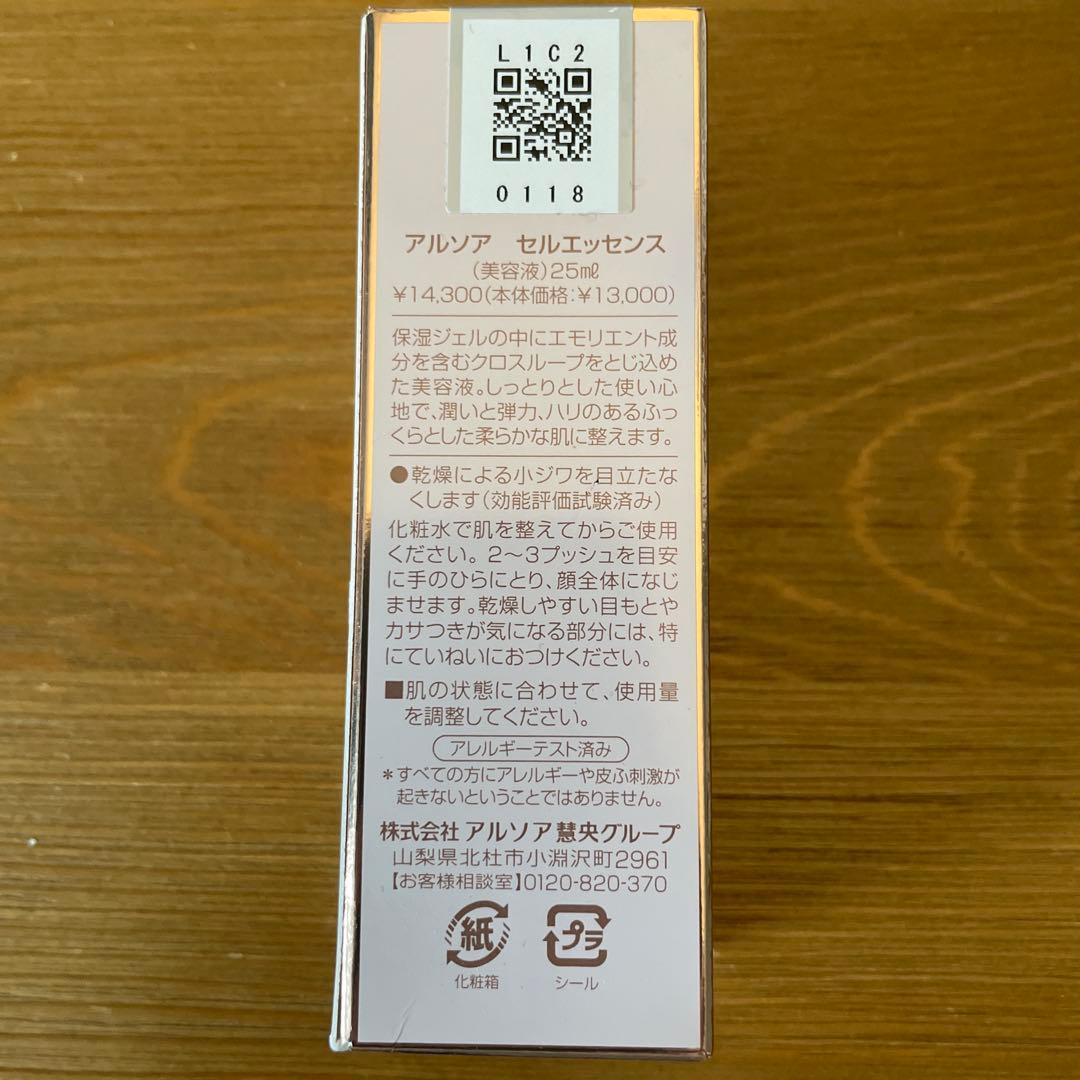 L1C2
0118
アルソア　セルエッセンス
(美容液)25㎖
¥14,300(本体価格:¥13,000)
保湿ジェルの中にエモリエント成
分を含むクロスループをとじ込め
た美容液。しっとりとした使い心
地で、潤いと弾力、ハリのあるふっ
くらとした柔らかな肌に整えます。
●乾燥による小ジワを目立たな
くします(効能評価試験済み)
化粧水で肌を整えてからご使用
ください。2〜3プッシュを目安
に手のひらにとり、顔全体になじ
ませます。乾燥しやすい目もとや
カサつきが気になる部分には、特
にていねいにおつけください。
■肌の状態に合わせて、使用量
を調整してください。
アレルギーテスト済み
*すべての方にアレルギーや皮ふ刺激が
起きないということではありません。
株式会社 アルソア慧央グループ
山梨県北杜市小淵沢町2961
【お客様相談室】0120-820-370
紙
プラ
化粧箱
シール